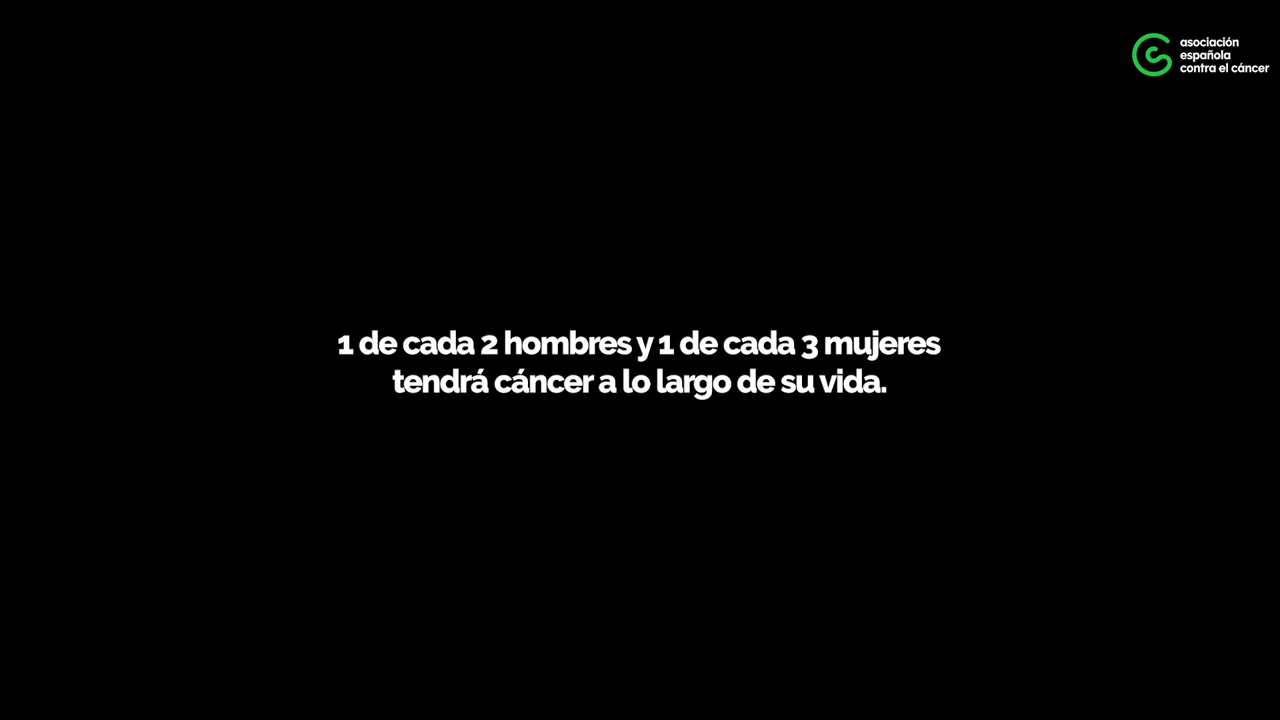 asociación
española
contra el cáncer
1 de cada 2 hombres y 1 de cada 3 mujeres
tendrá cáncer a lo largo de su vida.